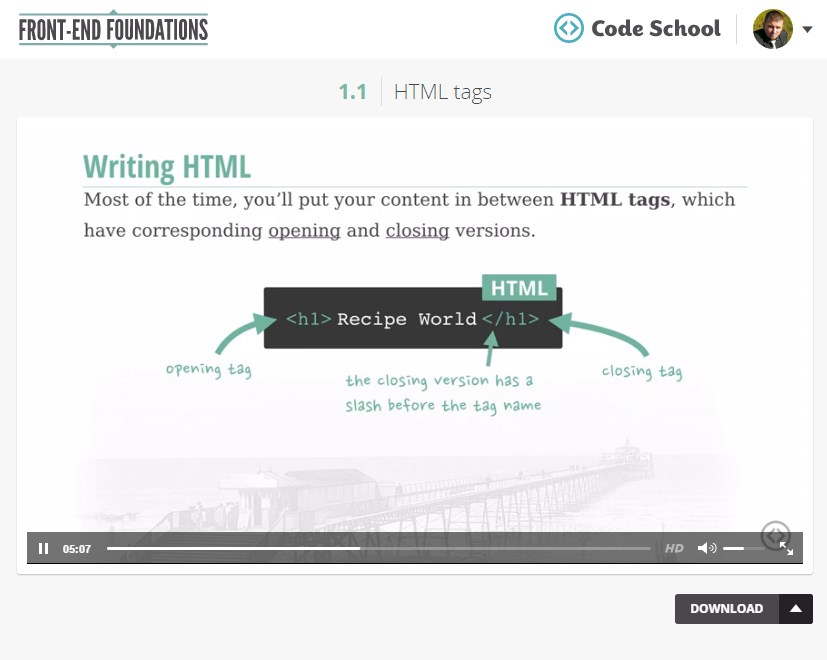 FRONT-END FOUNDATIONS
Code School
1.1 HTML tags
Writing HTML
Most of the time, you'll put your content in between HTML tags, which
have corresponding opening and closing versions.
HTML
<h1> Recipe World </h1>
opening tag
the closing version has a
slash before the tag name
closing tag
05:07
HD
DOWNLOAD